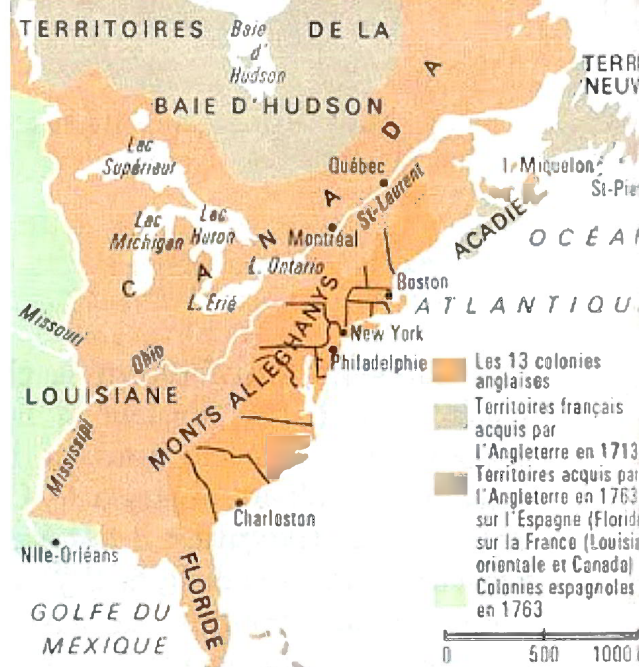 TERRITOIRES
Baie
d'
Hudson
DE LA
BAIE D'HUDSON
CANADA
TERRI
NEUV
Lac
Supérieur
Québec
St-Laurent
I. Miquelon
St-Pie
Lac
Michigan
Lac
Huron
Montréal
L. Ontario
ACADIE
OCÉA
L. Érié
Boston
ATLANTIQU
Missouri
New York
Ohio
Philadelphie
MONTS ALLEGHANYS
LOUISIANE
Mississipi
Charleston
Nlle-Orléans
FLORIDE
GOLFE DU
MEXIQUE
Les 13 colonies
anglaises
Territoires français
acquis par
l'Angleterre en 1713
Territoires acquis par
l'Angleterre en 1763
sur l'Espagne (Florid
sur la France (Louisia
orientale et Canada)
Colonies espagnoles
en 1763
0 500 1000